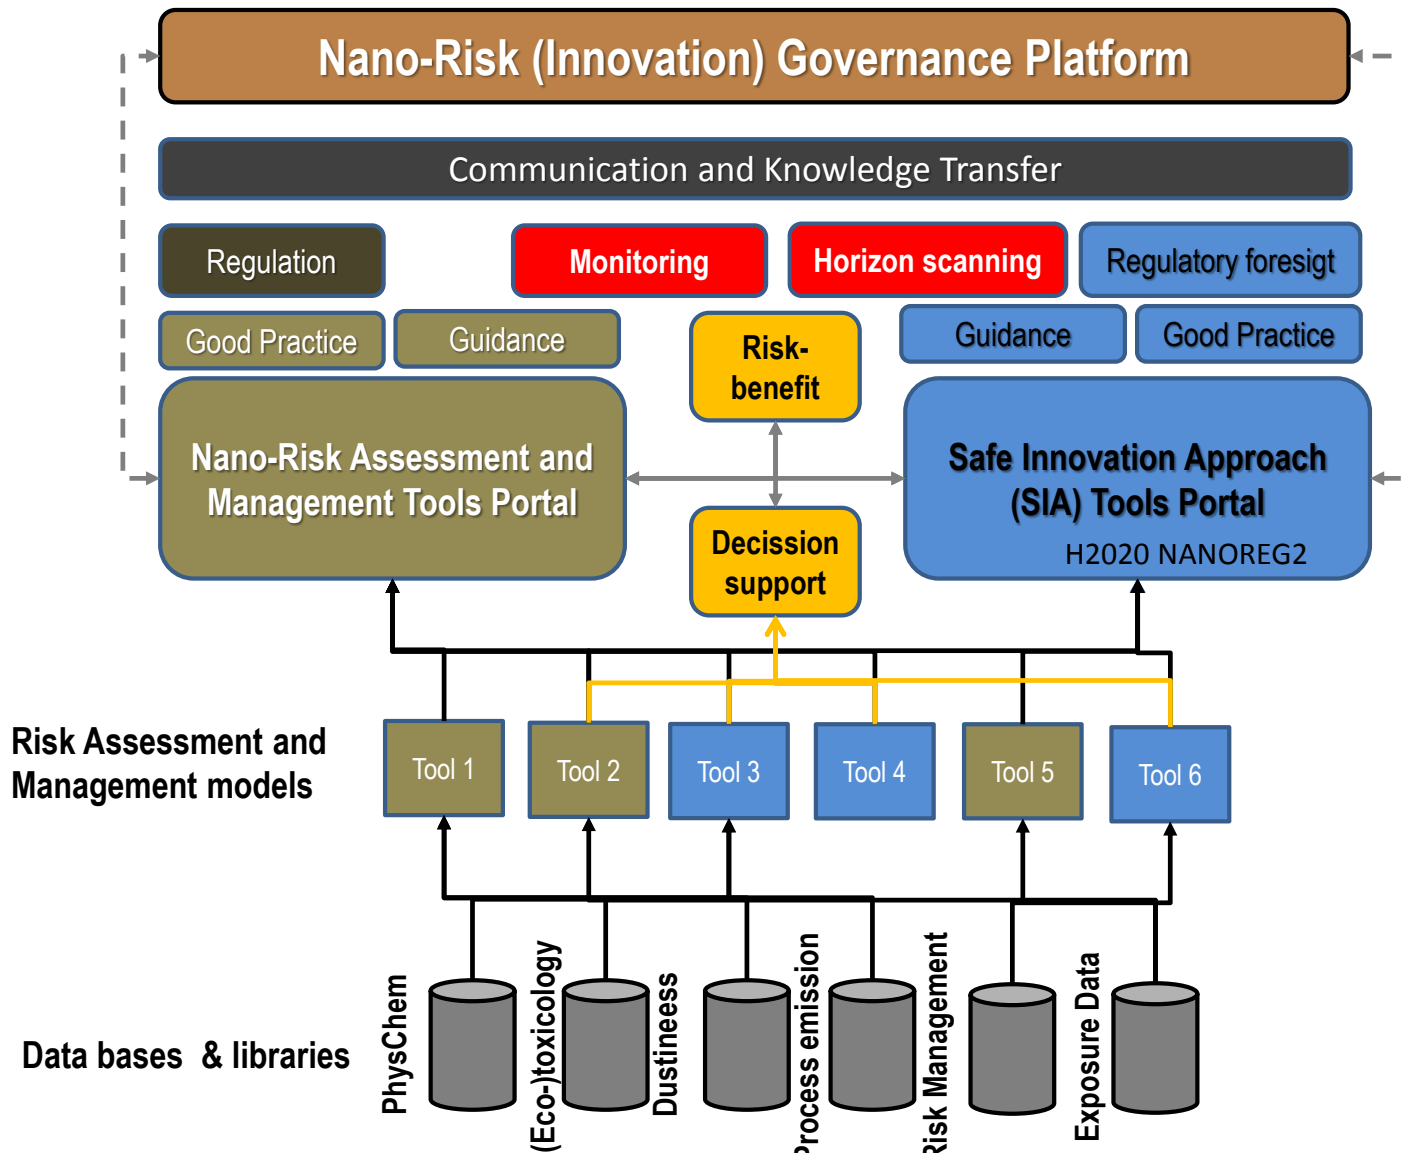 Nano-Risk (Innovation) Governance Platform
Communication and Knowledge Transfer
Regulation
Monitoring
Horizon scanning
Regulatory foresigt
Good Practice
Guidance
Risk-
benefit
Guidance
Good Practice
Nano-Risk Assessment and
Management Tools Portal
Safe Innovation Approach
(SIA) Tools Portal
H2020 NANOREG2
Decission
support
Risk Assessment and
Management models
Tool 1
Tool 2
Tool 3
Tool 4
Tool 5
Tool 6
Data bases & libraries
PhysChem
(Eco-)toxicology
Dustineess
Process emission
Risk Management
Exposure Data